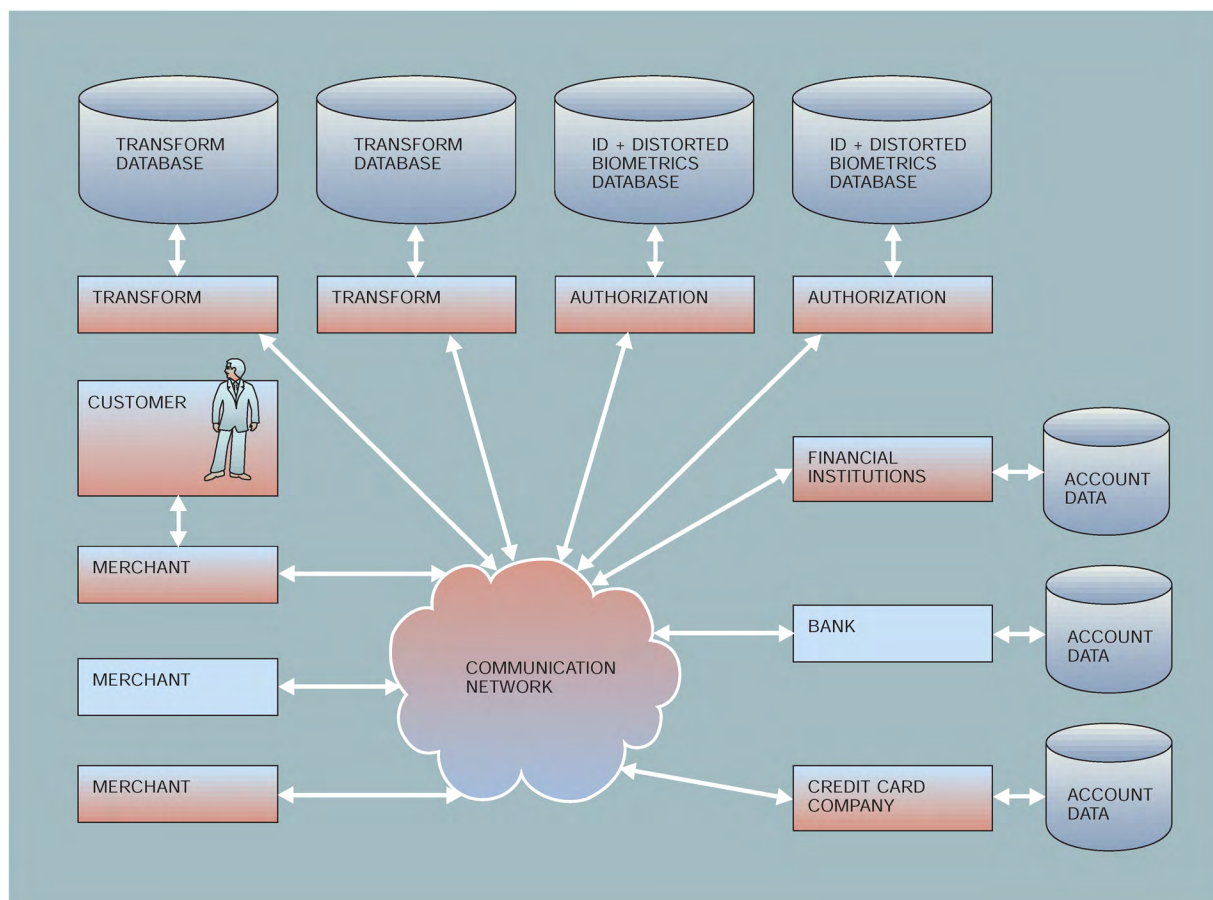 TRANSFORM
DATABASE
TRANSFORM
DATABASE
ID + DISTORTED
BIOMETRICS
DATABASE
ID + DISTORTED
BIOMETRICS
DATABASE
TRANSFORM
TRANSFORM
AUTHORIZATION
AUTHORIZATION
CUSTOMER
FINANCIAL
INSTITUTIONS
ACCOUNT
DATA
MERCHANT
BANK
ACCOUNT
DATA
MERCHANT
COMMUNICATION
NETWORK
MERCHANT
CREDIT CARD
COMPANY
ACCOUNT
DATA